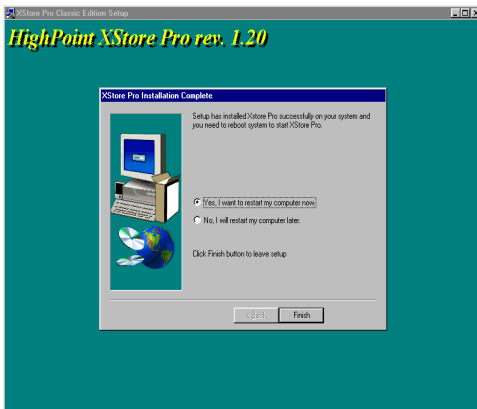 XStore Pro Classic Edition Setup
HighPoint XStore Pro rev. 1.20
XStore Pro Installation Complete
Setup has installed Xstore Pro successfully on your system and
you need to reboot system to start XStore Pro.
Yes, I want to restart my computer now.
No, I will restart my computer later.
Click Finish button to leave setup
< Back
Finish